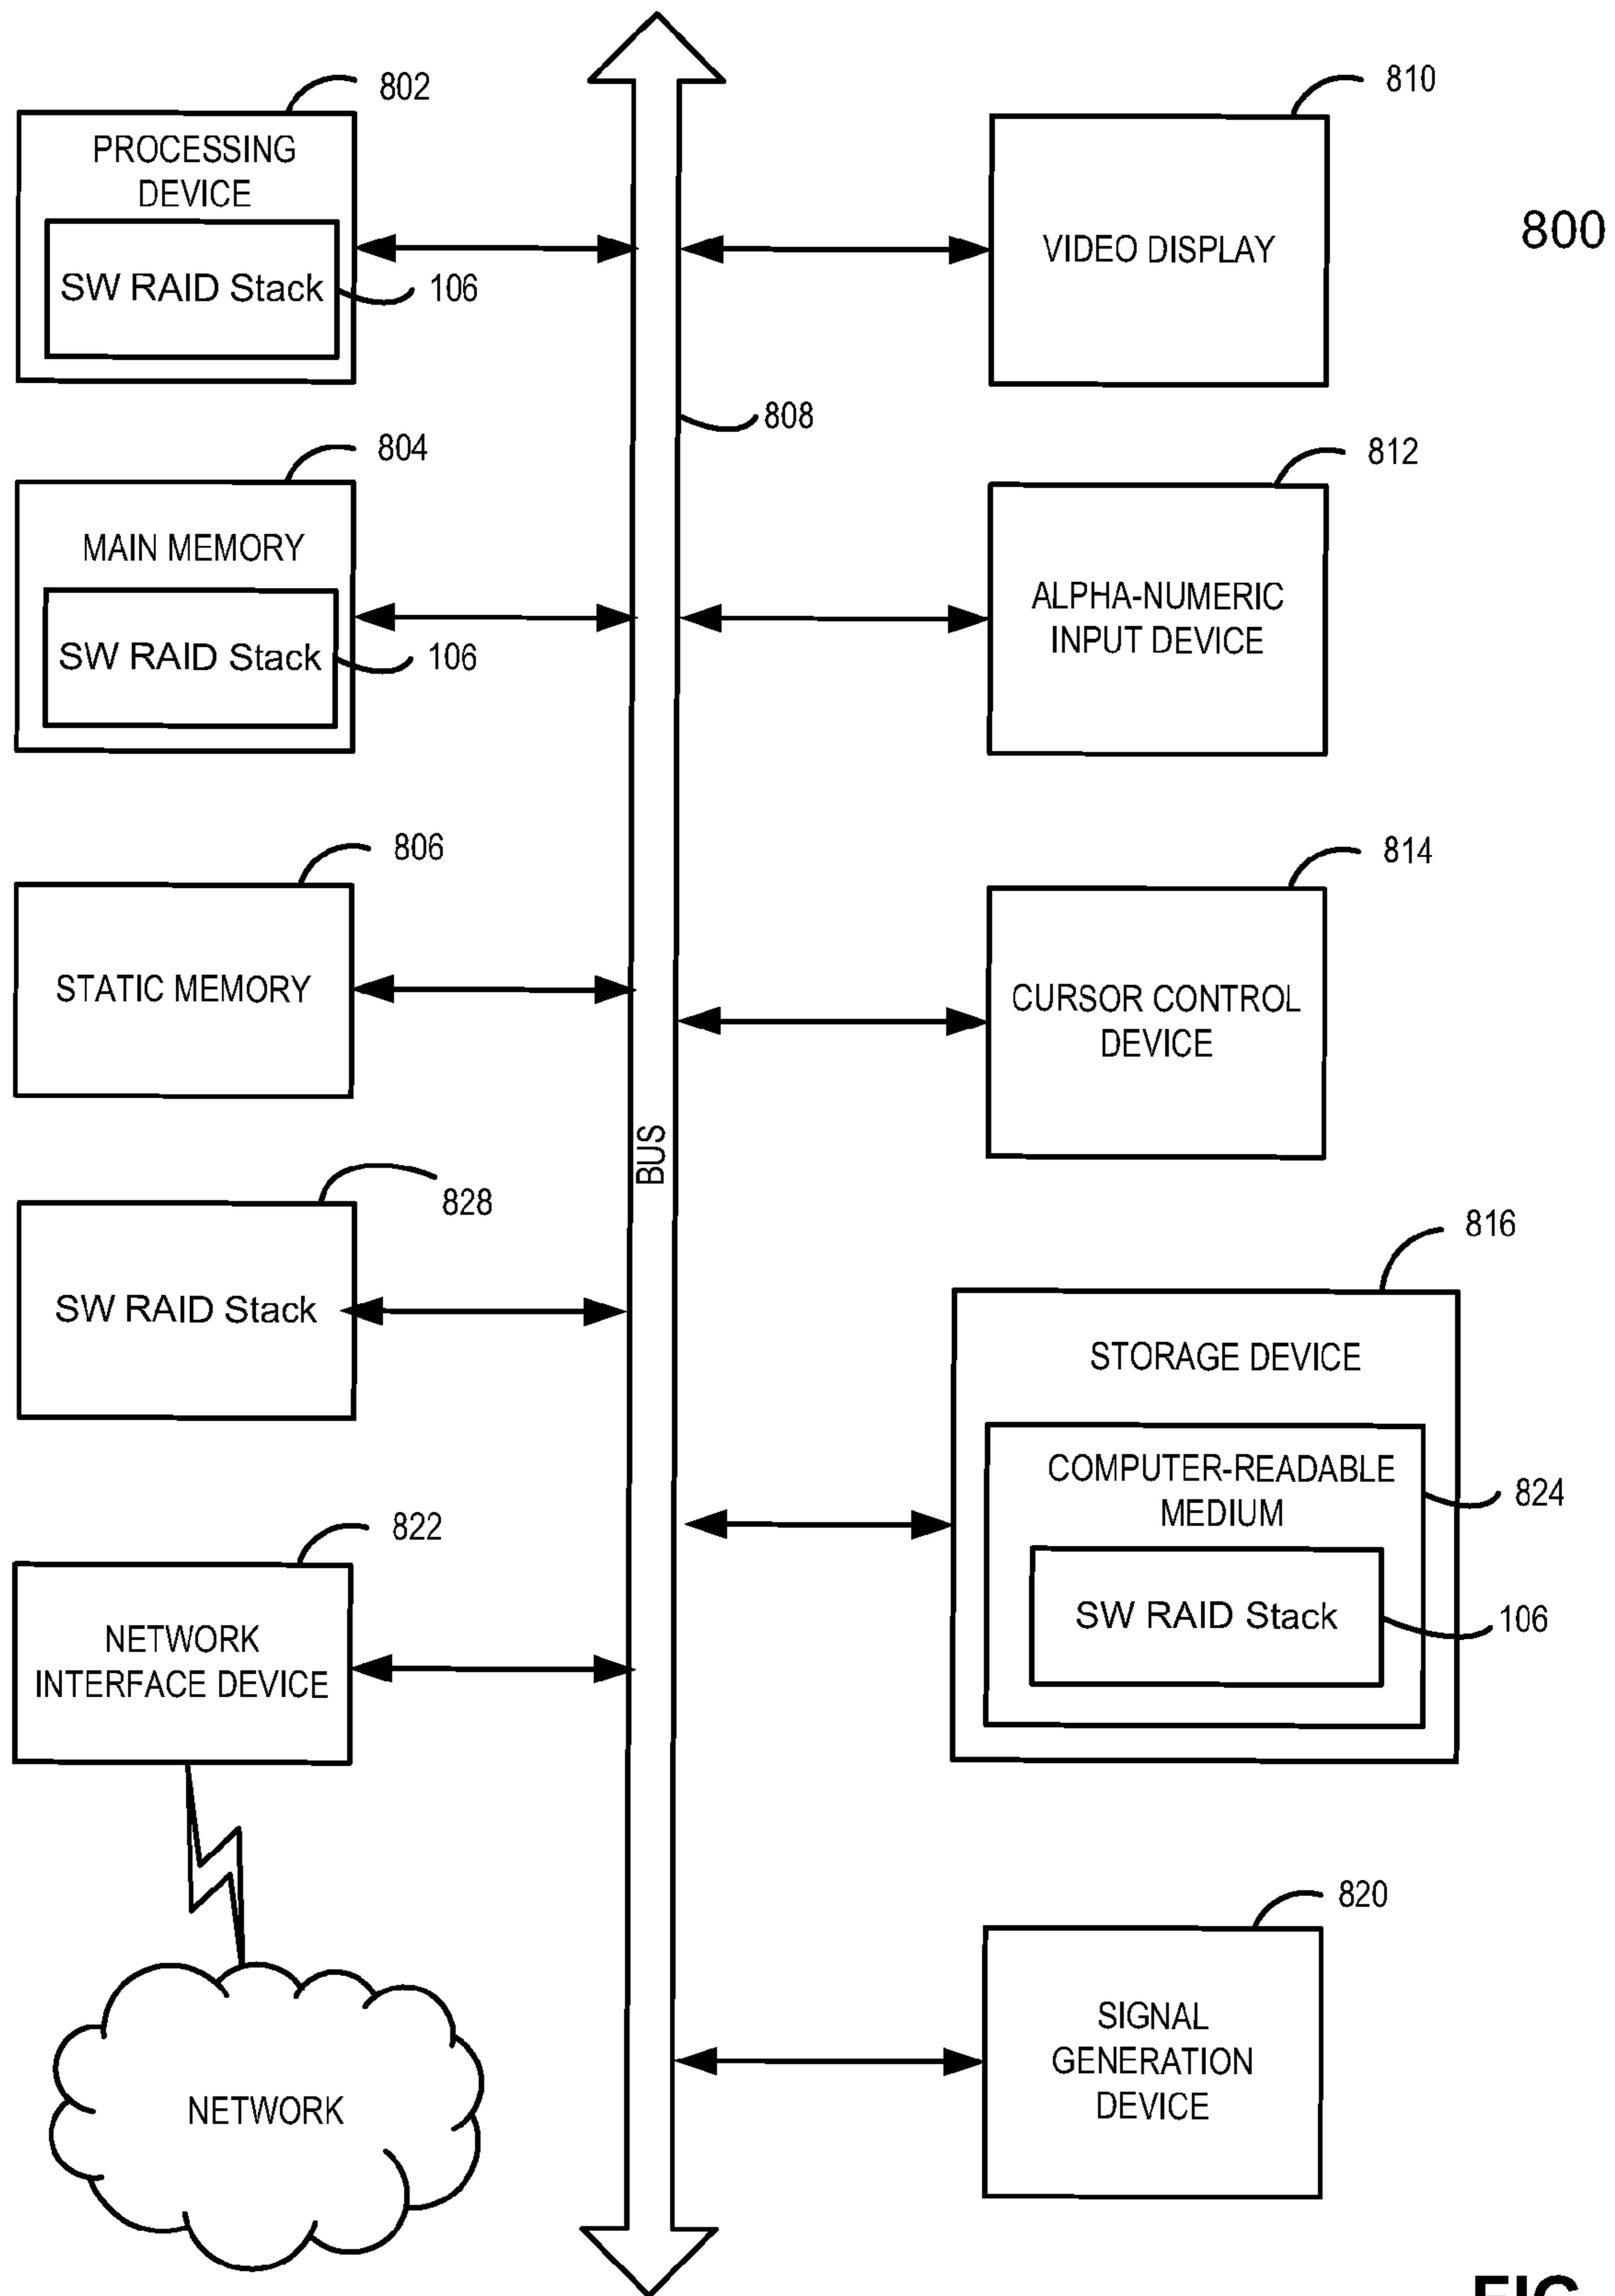 802
PROCESSING
DEVICE
SW RAID Stack
106
810
VIDEO DISPLAY
800
808
804
MAIN MEMORY
SW RAID Stack
106
812
ALPHA-NUMERIC
INPUT DEVICE
806
STATIC MEMORY
814
CURSOR CONTROL
DEVICE
BUS
828
SW RAID Stack
816
STORAGE DEVICE
COMPUTER-READABLE
MEDIUM
824
SW RAID Stack
106
822
NETWORK
INTERFACE DEVICE
NETWORK
820
SIGNAL
GENERATION
DEVICE